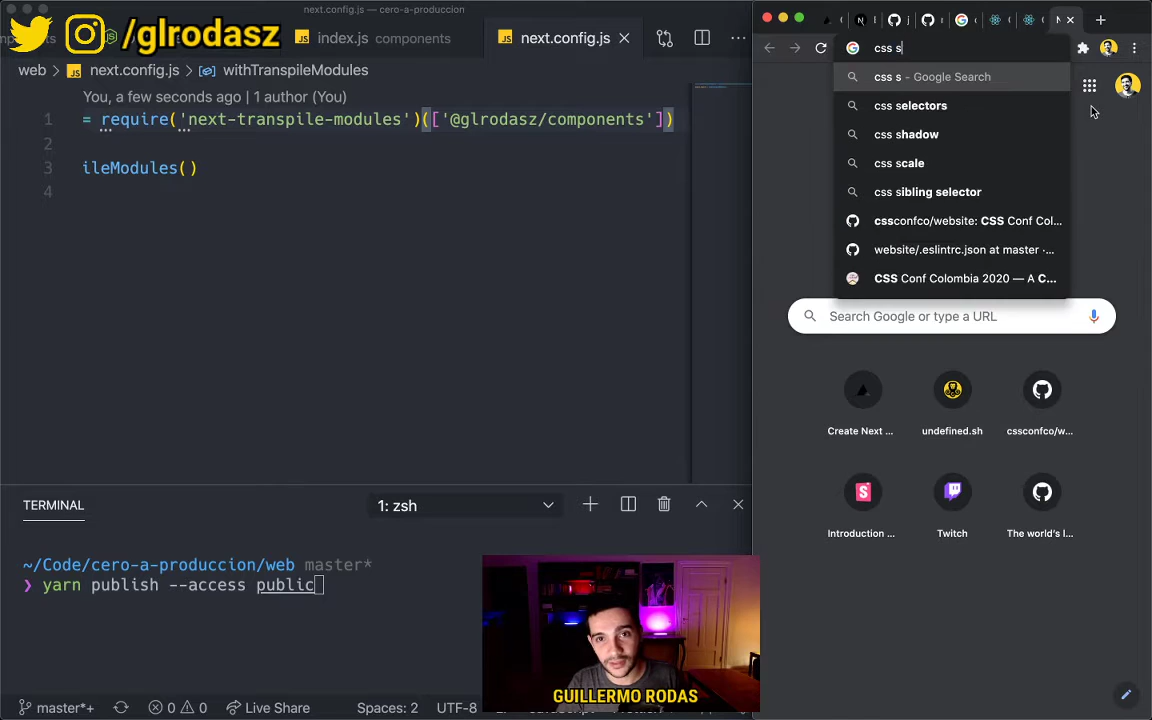 next.config.js — cero-a-produccion
/glrodasz
JS index.js components
JS next.config.js
web > JS next.config.js > withTranspileModules
You, a few seconds ago | 1 author (You)
1 = require('next-transpile-modules')(['@glrodasz/components'])
2
3 ileModules()
4
TERMINAL
1: zsh
~/Code/cero-a-produccion/web master*
❯ yarn publish --access public
GUILLERMO RODAS
master*+
0 0
Live Share
Spaces: 2
UTF-8
css s
css s - Google Search
css selectors
css shadow
css scale
css sibling selector
cssconfco/website: CSS Conf Col...
website/.eslintrc.json at master ·...
CSS Conf Colombia 2020 — A C...
Search Google or type a URL
Create Next ...
undefined.sh
cssconfco/w...
Introduction ...
Twitch
The world's l...